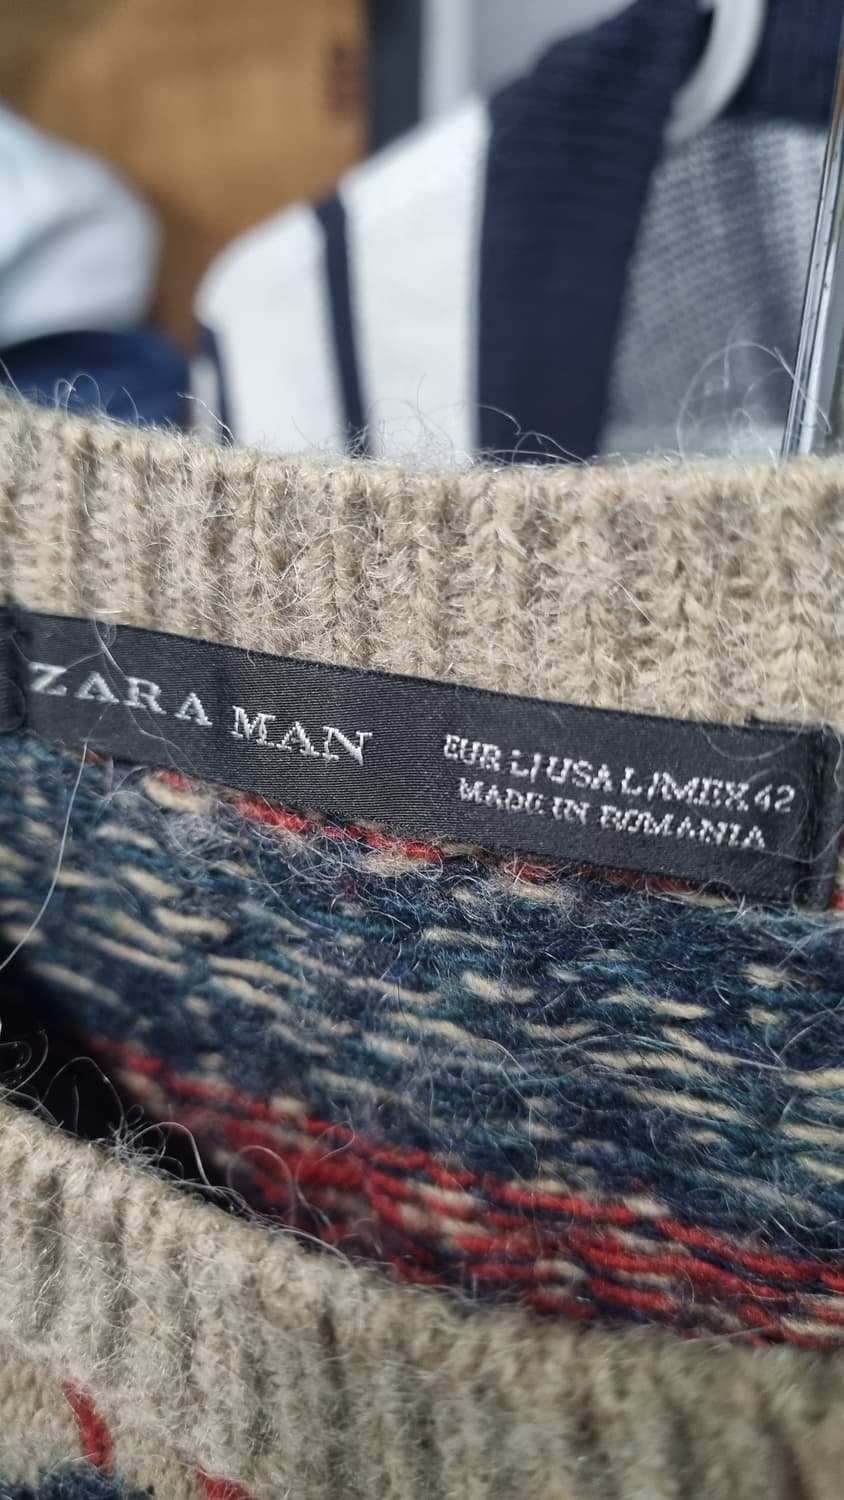 ZARA MAN
EUR L/USA L/MEX 42
MADE IN ROMANIA